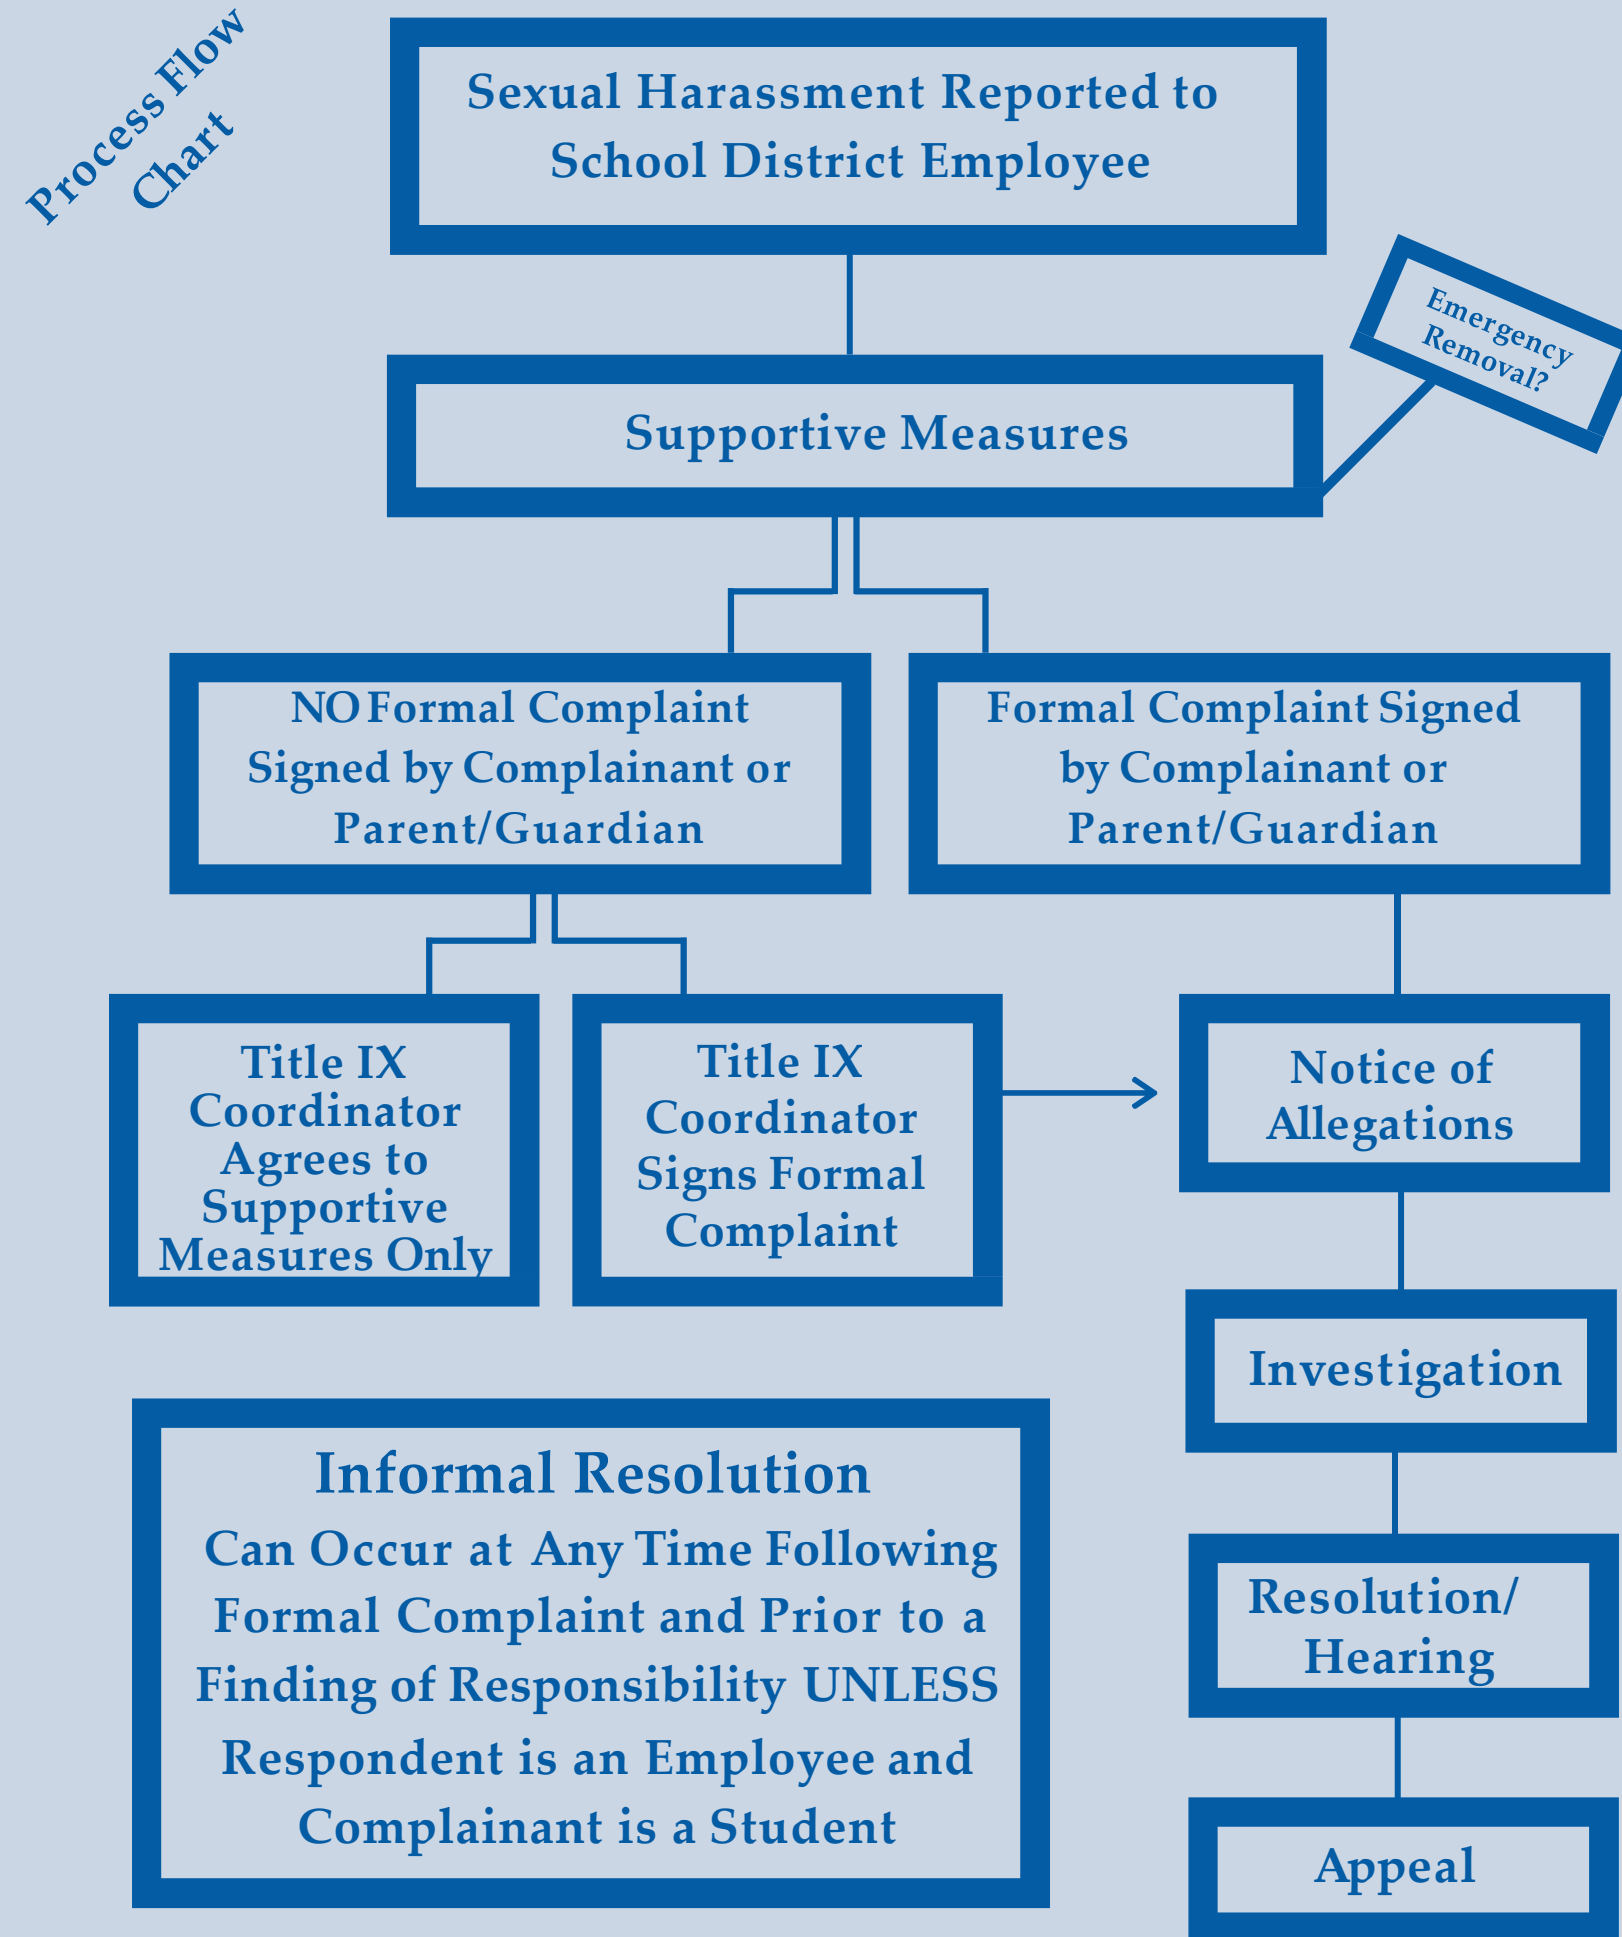 Process Flow
Chart
Sexual Harassment Reported to
School District Employee
Emergency
Removal?
Supportive Measures
NO Formal Complaint
Signed by Complainant or
Parent/Guardian
Formal Complaint Signed
by Complainant or
Parent/Guardian
Title IX
Coordinator
Agrees to
Supportive
Measures Only
Title IX
Coordinator
Signs Formal
Complaint
Notice of
Allegations
Investigation
Informal Resolution
Can Occur at Any Time Following
Formal Complaint and Prior to a
Finding of Responsibility UNLESS
Respondent is an Employee and
Complainant is a Student
Resolution/
Hearing
Appeal